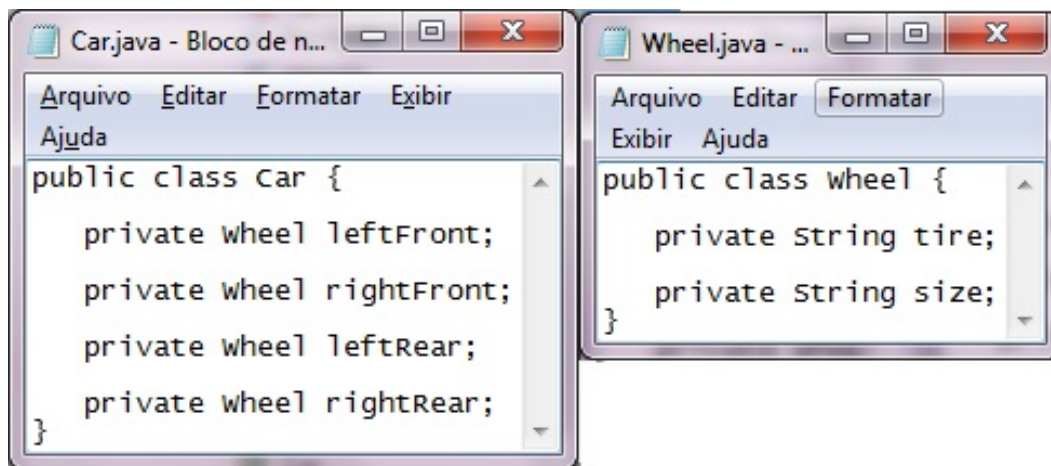 Car.java - Bloco de n...
Arquivo Editar Formatar Exibir
Ajuda
public class Car {
private Wheel leftFront;
private Wheel rightFront;
private Wheel leftRear;
private Wheel rightRear;
}
Wheel.java - ...
Arquivo Editar Formatar
Exibir Ajuda
public class Wheel {
private String tire;
private String size;
}